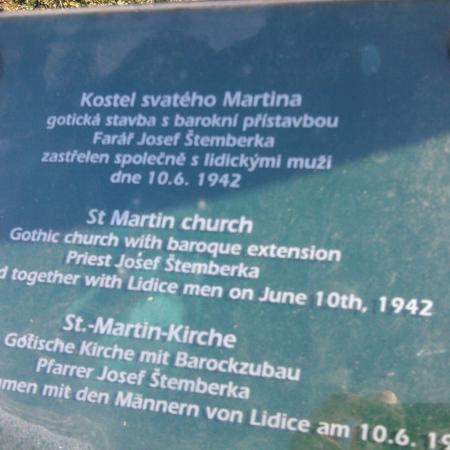 Kostel svatého Martina
gotická stavba s barokní přístavbou
Farář Josef Štemberka
zastřelen společně s lidickými muži
dne 10.6. 1942
St Martin church
Gothic church with baroque extension
Priest Josef Štemberka
together with Lidice men on June 10th, 1942
St.-Martin-Kirche
Gotische Kirche mit Barockzubau
Pfarrer Josef Štemberka
mit den Männern von Lidice am 10.6.